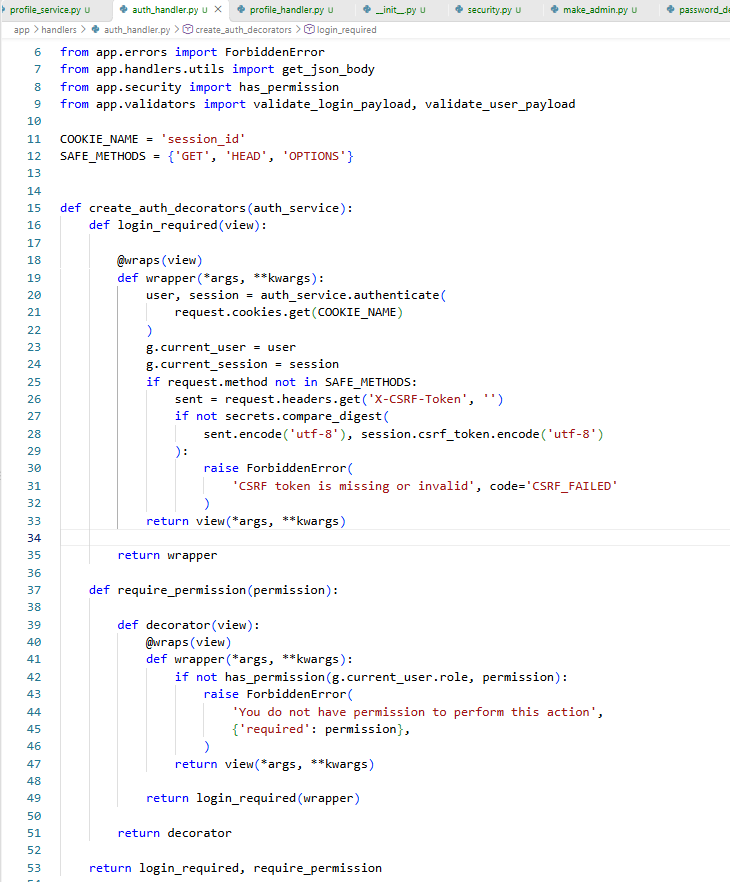 profile_service.py U auth_handler.py U × profile_handler.py U __init__.py U security.py U make_admin.py U password_de
app > handlers > auth_handler.py > create_auth_decorators > login_required
6 from app.errors import ForbiddenError
7 from app.handlers.utils import get_json_body
8 from app.security import has_permission
9 from app.validators import validate_login_payload, validate_user_payload
10
11 COOKIE_NAME = 'session_id'
12 SAFE_METHODS = {'GET', 'HEAD', 'OPTIONS'}
13
14
15 def create_auth_decorators(auth_service):
16     def login_required(view):
17
18         @wraps(view)
19         def wrapper(*args, **kwargs):
20             user, session = auth_service.authenticate(
21                 request.cookies.get(COOKIE_NAME)
22             )
23             g.current_user = user
24             g.current_session = session
25             if request.method not in SAFE_METHODS:
26                 sent = request.headers.get('X-CSRF-Token', '')
27                 if not secrets.compare_digest(
28                     sent.encode('utf-8'), session.csrf_token.encode('utf-8')
29                 ):
30                     raise ForbiddenError(
31                         'CSRF token is missing or invalid', code='CSRF_FAILED'
32                     )
33             return view(*args, **kwargs)
34
35         return wrapper
36
37     def require_permission(permission):
38
39         def decorator(view):
40             @wraps(view)
41             def wrapper(*args, **kwargs):
42                 if not has_permission(g.current_user.role, permission):
43                     raise ForbiddenError(
44                         'You do not have permission to perform this action',
45                         {'required': permission},
46                     )
47                 return view(*args, **kwargs)
48
49             return login_required(wrapper)
50
51         return decorator
52
53     return login_required, require_permission